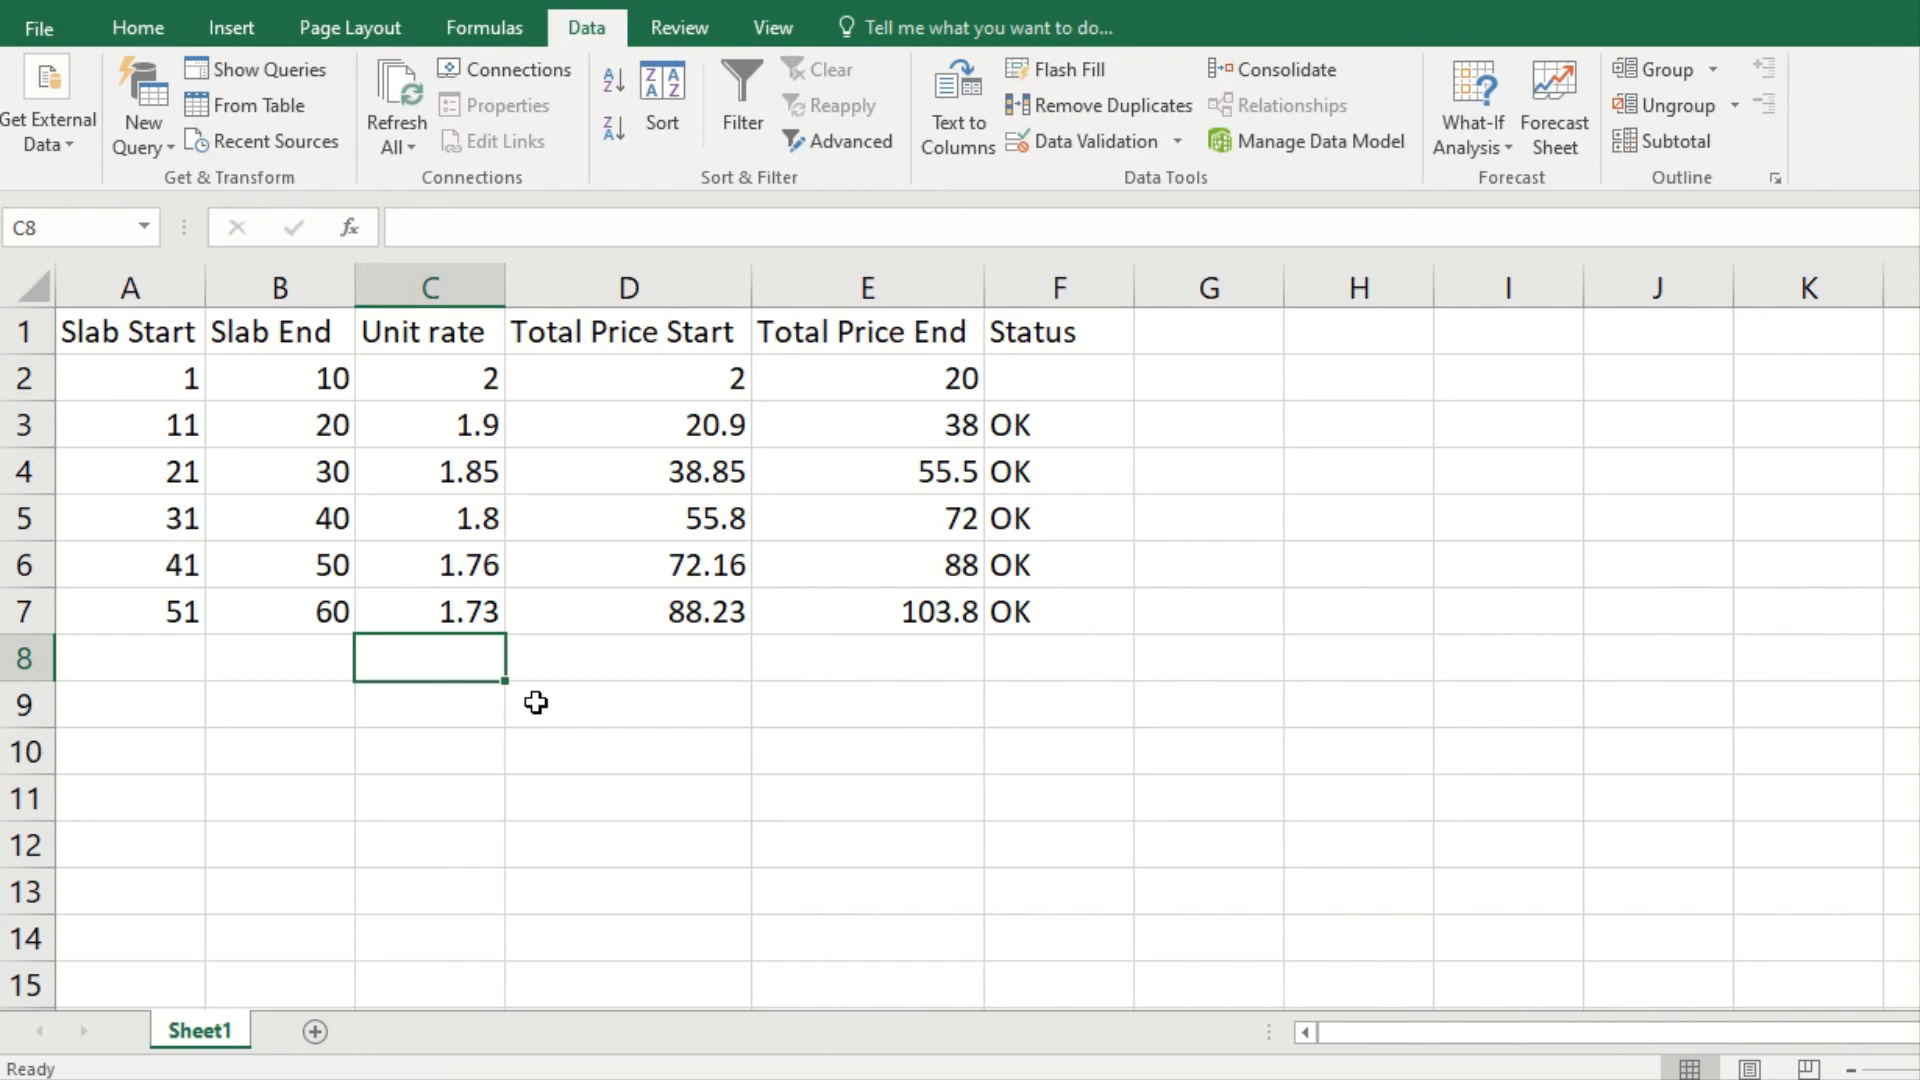 File Home Insert Page Layout Formulas Data Review View Tell me what you want to do...
Get External Data
New Query
Show Queries
From Table
Recent Sources
Get & Transform
Refresh All
Connections
Properties
Edit Links
Connections
Sort
Filter
Clear
Reapply
Advanced
Sort & Filter
Text to Columns
Flash Fill
Remove Duplicates
Data Validation
Consolidate
Relationships
Manage Data Model
Data Tools
What-If Analysis
Forecast Sheet
Forecast
Group
Ungroup
Subtotal
Outline
C8 fx
A B C D E F G H I J K
1 Slab Start Slab End Unit rate Total Price Start Total Price End Status
2 1 10 2 2 20
3 11 20 1.9 20.9 38 OK
4 21 30 1.85 38.85 55.5 OK
5 31 40 1.8 55.8 72 OK
6 41 50 1.76 72.16 88 OK
7 51 60 1.73 88.23 103.8 OK
8
9
10
11
12
13
14
15
Sheet1
Ready